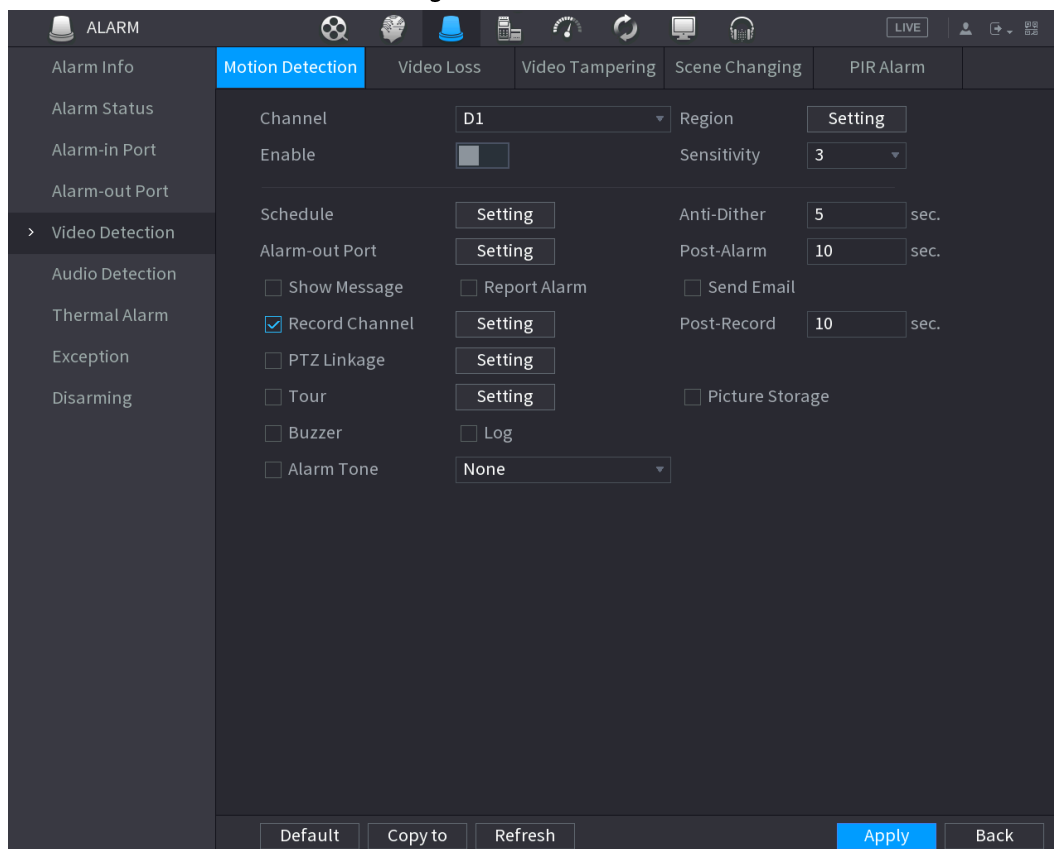 ALARM
LIVE
Alarm Info
Alarm Status
Alarm-in Port
Alarm-out Port
Video Detection
Audio Detection
Thermal Alarm
Exception
Disarming
Motion Detection Video Loss Video Tampering Scene Changing PIR Alarm
Channel D1 Region Setting
Enable Sensitivity 3
Schedule Setting Anti-Dither 5 sec.
Alarm-out Port Setting Post-Alarm 10 sec.
Show Message Report Alarm Send Email
Record Channel Setting Post-Record 10 sec.
PTZ Linkage Setting
Tour Setting Picture Storage
Buzzer Log
Alarm Tone None
Default Copy to Refresh Apply Back